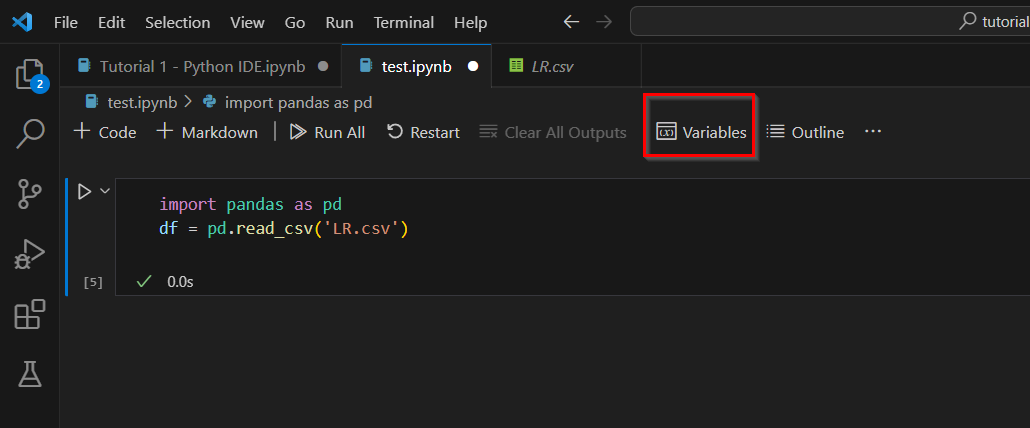 File Edit Selection View Go Run Terminal Help tutorial
2 Tutorial 1 - Python IDE.ipynb test.ipynb LR.csv
test.ipynb > import pandas as pd
+ Code + Markdown Run All Restart Clear All Outputs (x) Variables Outline ...
import pandas as pd
df = pd.read_csv('LR.csv')
[5] 0.0s